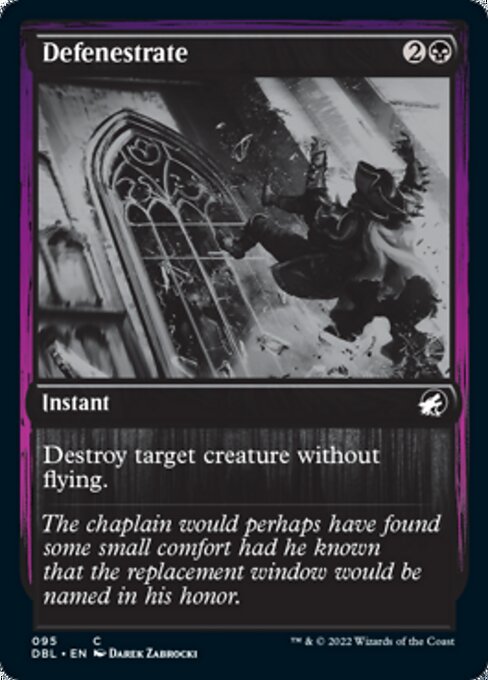 Defenestrate 2
Instant
Destroy target creature without
flying.
The chaplain would perhaps have found
some small comfort had he known
that the replacement window would be
named in his honor.
095 C
DBL • EN Darek Zabrocki
™ & © 2022 Wizards of the Coast